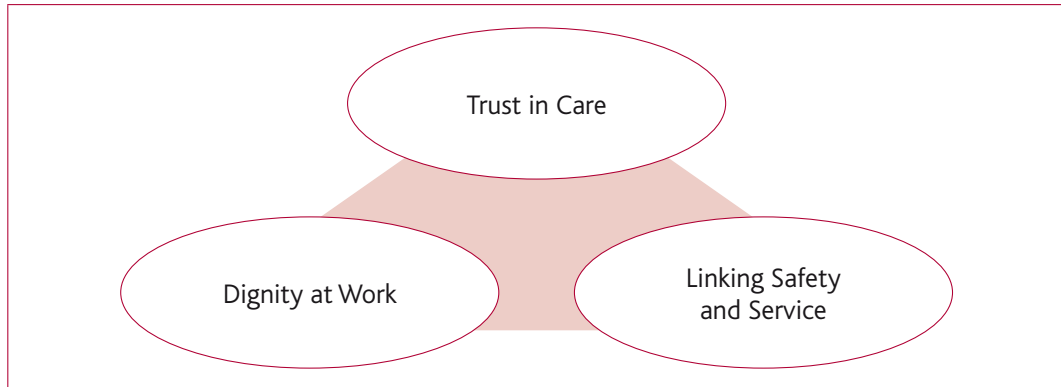 Trust in Care
Dignity at Work
Linking Safety
and Service